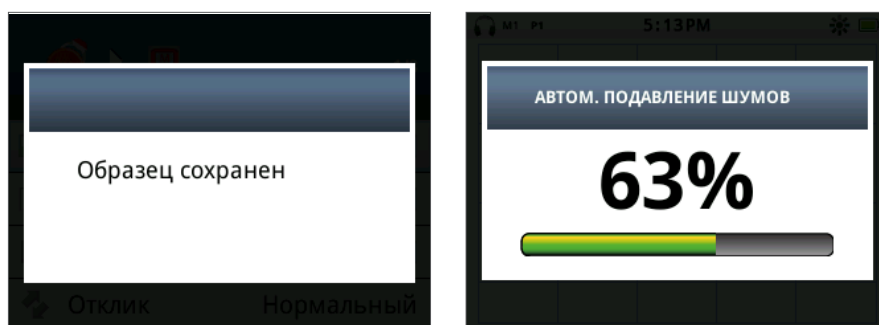 Образец сохранен
Отклик Нормальный
M1 P1 5:13PM
АВТОМ. ПОДАВЛЕНИЕ ШУМОВ
63%